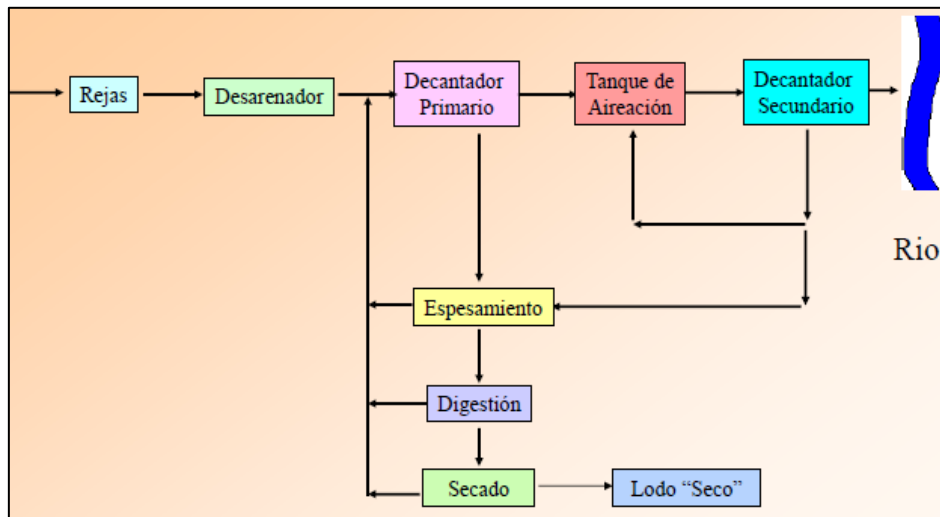 Rejas
Desarenador
Decantador
Primario
Tanque de
Aireación
Decantador
Secundario
Rio
Espesamiento
Digestión
Secado
Lodo “Seco”